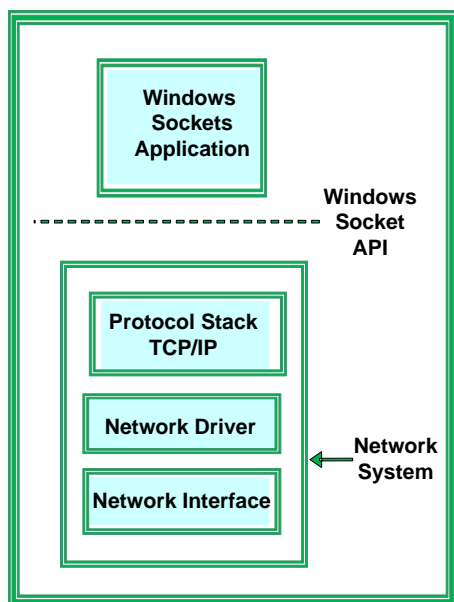 Windows
Sockets
Application
Windows
Socket
API
Protocol Stack
TCP/IP
Network Driver
Network Interface
Network
System